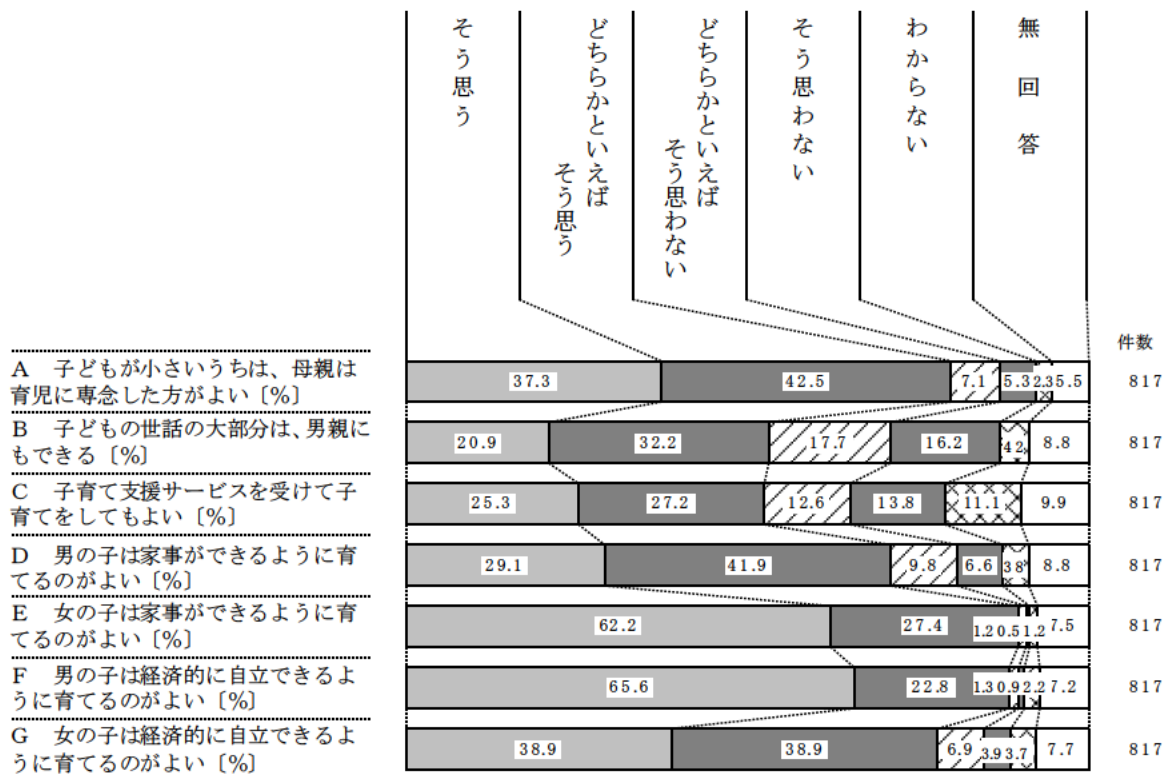 そう思う
どちらかといえば
そう思う
どちらかといえば
そう思わない
そう思わない
わからない
無回答
件数
A 子どもが小さいうちは、母親は
育児に専念した方がよい〔%〕
37.3 42.5 7.1 5.3 2.3 5.5 817
B 子どもの世話の大部分は、男親に
もできる〔%〕
20.9 32.2 17.7 16.2 4 2 8.8 817
C 子育て支援サービスを受けて子
育てをしてもよい〔%〕
25.3 27.2 12.6 13.8 11.1 9.9 817
D 男の子は家事ができるように育
てるのがよい〔%〕
29.1 41.9 9.8 6.6 3 8 8.8 817
E 女の子は家事ができるように育
てるのがよい〔%〕
62.2 27.4 1.2 0.5 1.2 7.5 817
F 男の子は経済的に自立できるよ
うに育てるのがよい〔%〕
65.6 22.8 1.3 0.9 2.2 7.2 817
G 女の子は経済的に自立できるよ
うに育てるのがよい〔%〕
38.9 38.9 6.9 3.9 3.7 7.7 817